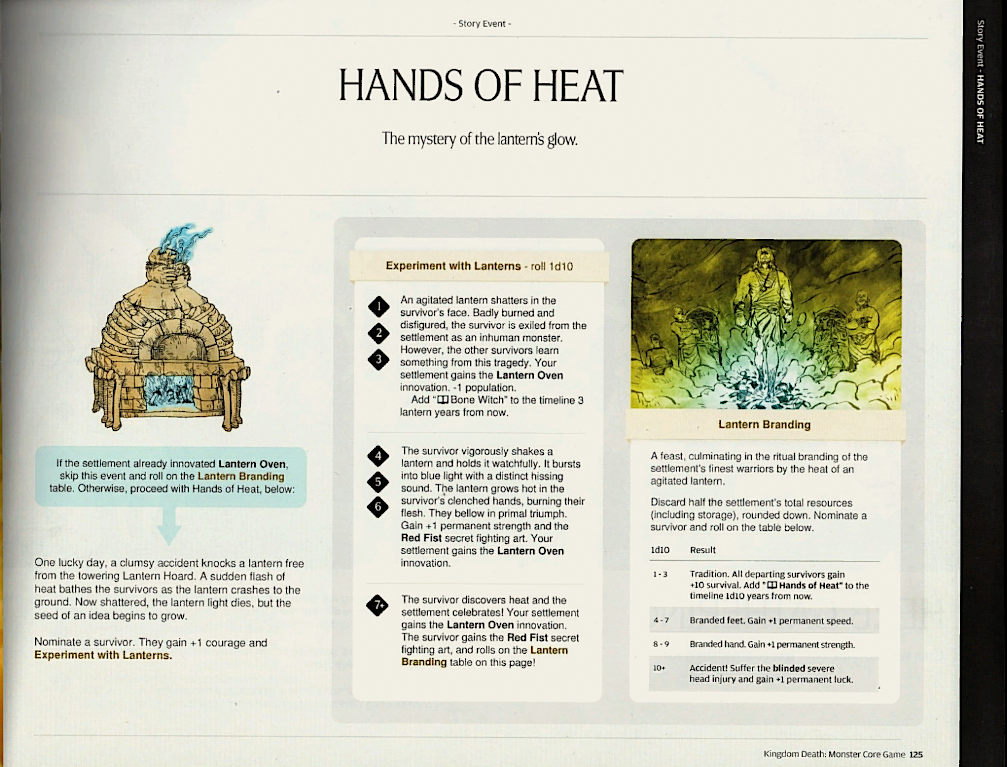 - Story Event -
HANDS OF HEAT
The mystery of the lantern's glow.
Story Event - HANDS OF HEAT
If the settlement already innovated Lantern Oven,
skip this event and roll on the Lantern Branding
table. Otherwise, proceed with Hands of Heat, below:
One lucky day, a clumsy accident knocks a lantern free
from the towering Lantern Hoard. A sudden flash of
heat bathes the survivors as the lantern crashes to the
ground. Now shattered, the lantern light dies, but the
seed of an idea begins to grow.
Nominate a survivor. They gain +1 courage and
Experiment with Lanterns.
Experiment with Lanterns - roll 1d10
1
2
3
An agitated lantern shatters in the
survivor's face. Badly burned and
disfigured, the survivor is exiled from the
settlement as an inhuman monster.
However, the other survivors learn
something from this tragedy. Your
settlement gains the Lantern Oven
innovation. -1 population.
Add "Bone Witch" to the timeline 3
lantern years from now.
4
5
6
The survivor vigorously shakes a
lantern and holds it watchfully. It bursts
into blue light with a distinct hissing
sound. The lantern grows hot in the
survivor's clenched hands, burning their
flesh. They bellow in primal triumph.
Gain +1 permanent strength and the
Red Fist secret fighting art. Your
settlement gains the Lantern Oven
innovation.
7+
The survivor discovers heat and the
settlement celebrates! Your settlement
gains the Lantern Oven innovation.
The survivor gains the Red Fist secret
fighting art, and rolls on the Lantern
Branding table on this page!
Lantern Branding
A feast, culminating in the ritual branding of the
settlement's finest warriors by the heat of an
agitated lantern.
Discard half the settlement's total resources
(including storage), rounded down. Nominate a
survivor and roll on the table below.
1d10 Result
1 - 3 Tradition. All departing survivors gain
+10 survival. Add "Hands of Heat" to the
timeline 1d10 years from now.
4 - 7 Branded feet. Gain +1 permanent speed.
8 - 9 Branded hand. Gain +1 permanent strength.
10+ Accident! Suffer the blinded severe
head injury and gain +1 permanent luck.
Kingdom Death: Monster Core Game 125